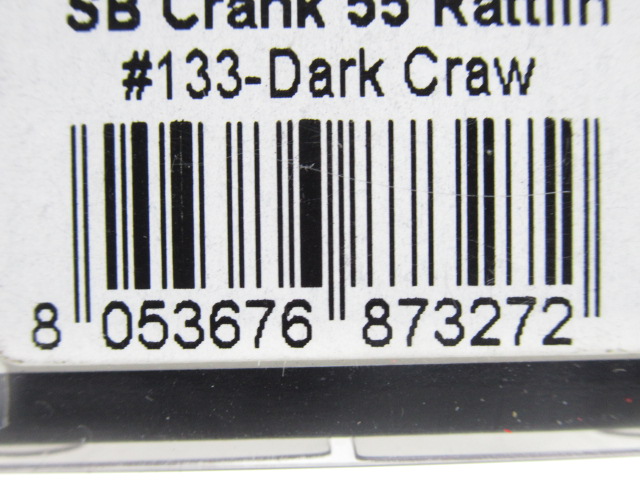 SB Crank 55 Rattlin
#133-Dark Craw
8 053676 873272